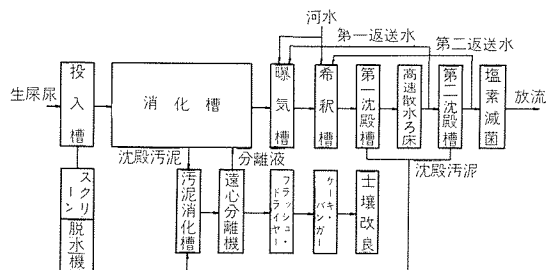 河水
第一返送水
第二返送水
生屎尿
投入槽
消化槽
曝気槽
希釈槽
第一沈殿槽
高速散水ろ床
第二沈殿槽
塩素滅菌
放流
沈殿汚泥
分離液
沈殿汚泥
スクリーン
脱水機
汚泥消化槽
遠心分離機
フラッシュ・ドライヤー
ケーキ・バンガー
土壌改良